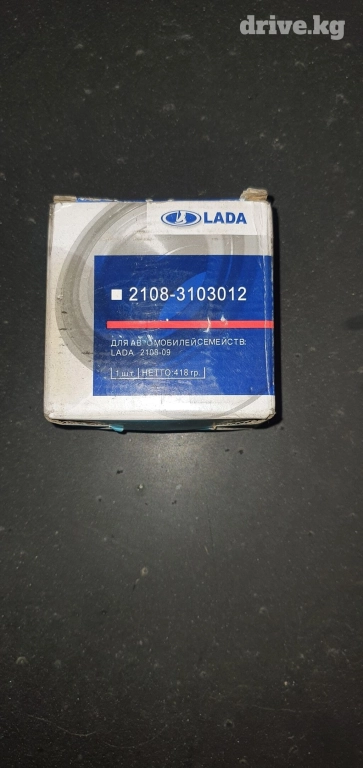 drive.kg
LADA
2108-3103012
ДЛЯ АВТОМОБИЛЕЙ СЕМЕЙСТВ:
LADA 2108-09
1 шт. НЕТТО: 418 гр.